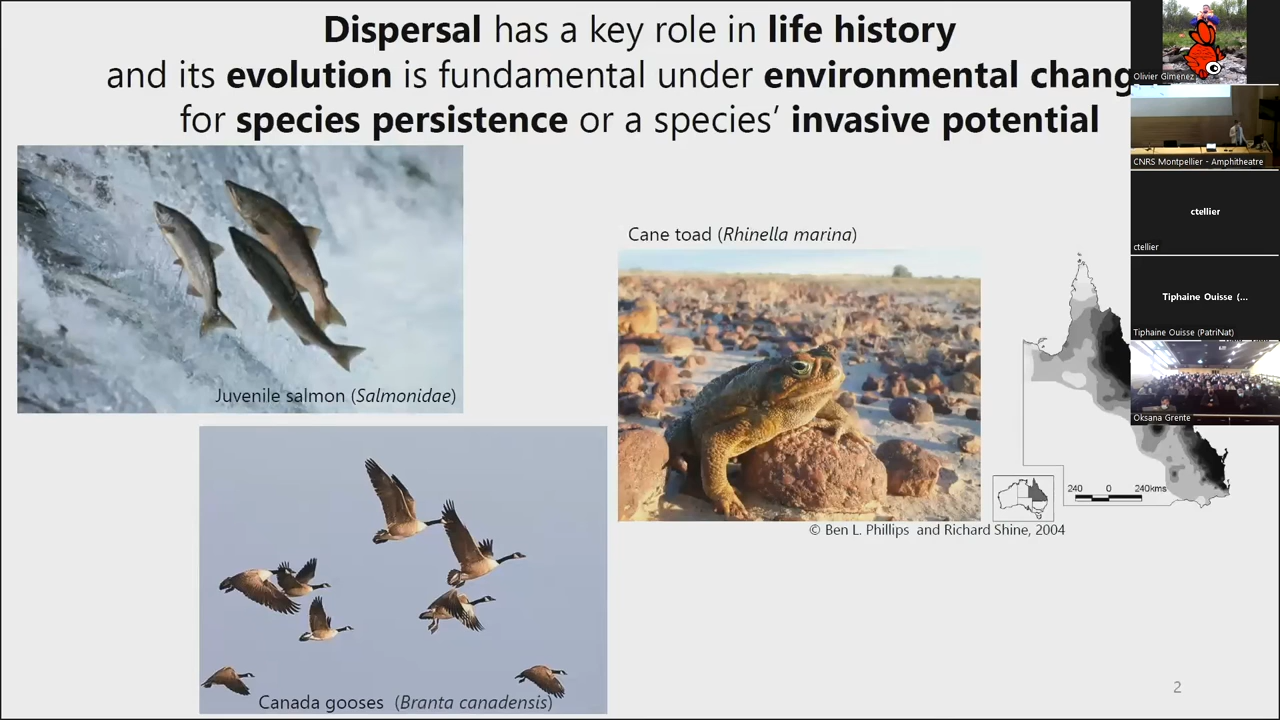 Dispersal has a key role in life history
and its evolution is fundamental under environmental chang
for species persistence or a species' invasive potential
Olivier Gimenez
CNRS Montpellier - Amphitheatre
ctellier
ctellier
Cane toad (Rhinella marina)
Tiphaine Ouisse (...
Tiphaine Ouisse (PatriNat)
Juvenile salmon (Salmonidae)
Oksana Grente
240 0 240kms
© Ben L. Phillips and Richard Shine, 2004
Canada gooses (Branta canadensis)
2